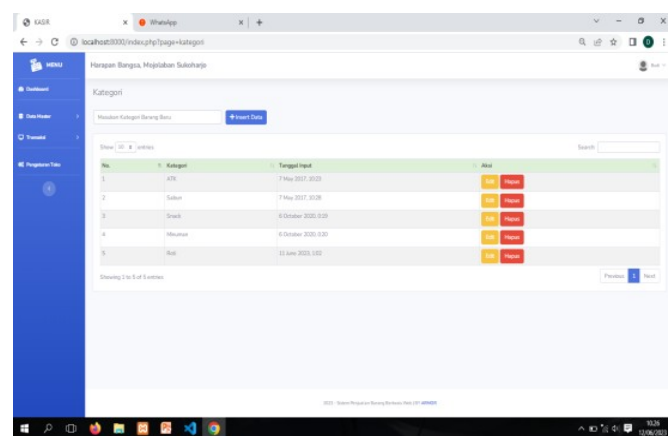 KASIR
WhatsApp
localhost:8000/index.php?page=kategori
MENU
Harapan Bangsa, Mojolaban Sukoharjo
Dashboard
Kategori
Data Master
Masukan Kategori Barang Baru
+Insert Data
Transaksi
Show 10 entries
Search:
Pengaturan Toko
No. Kategori Tanggal Input Aksi
1 ATK 7 May 2017, 10:23 Edit Hapus
2 Sabun 7 May 2017, 10:28 Edit Hapus
3 Snack 6 October 2020, 0:19 Edit Hapus
4 Minuman 6 October 2020, 0:20 Edit Hapus
5 Roti 11 June 2023, 1:02 Edit Hapus
Showing 1 to 5 of 5 entries
Previous 1 Next
10:26
12/06/2023